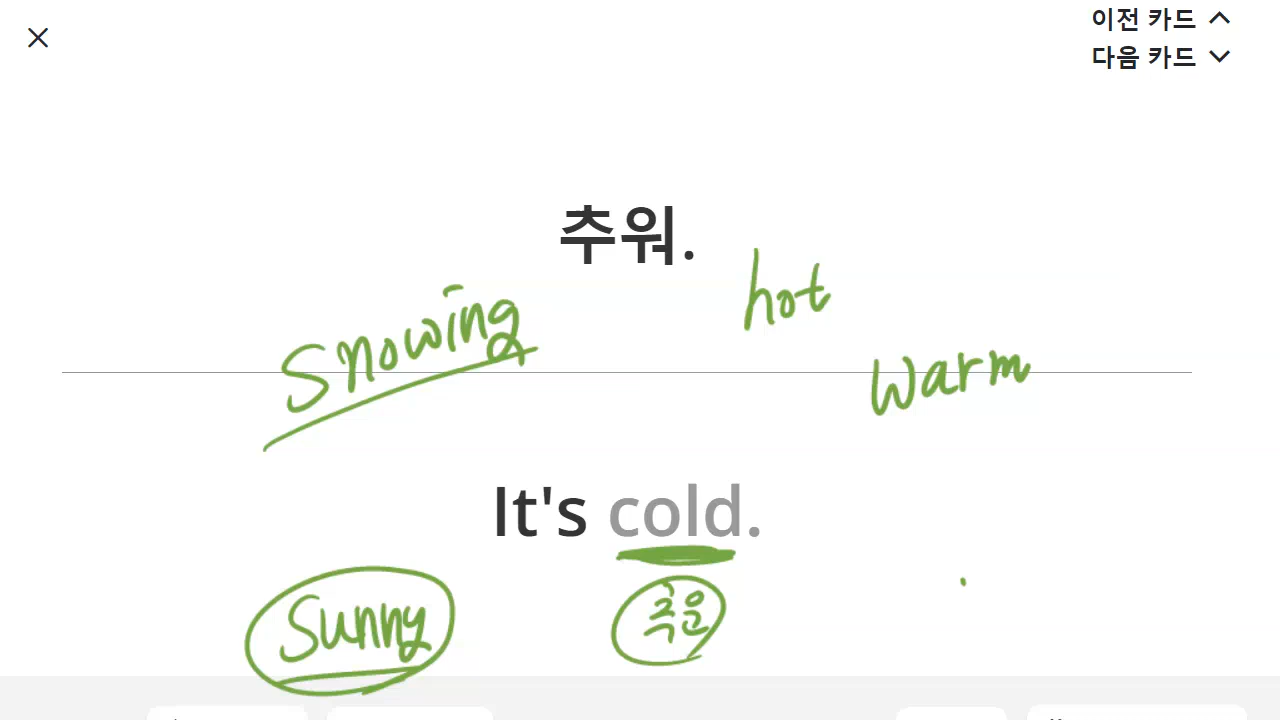 이전 카드
다음 카드
추워.
hot
snowing
warm
It's cold.
sunny
추운